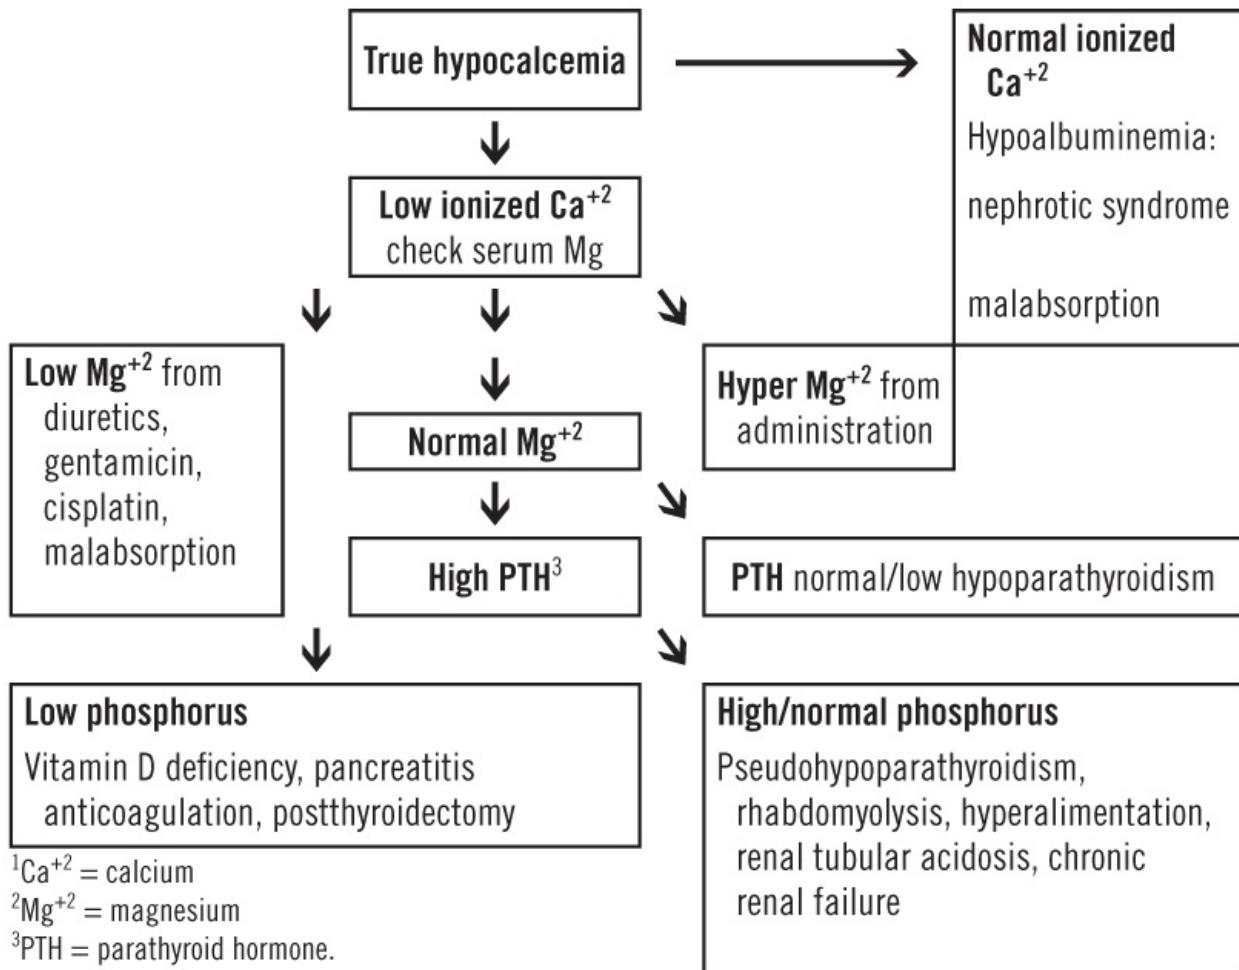 True hypocalcemia
Normal ionized
Ca⁺²
Hypoalbuminemia:
nephrotic syndrome
malabsorption
Low ionized Ca⁺²
check serum Mg
Low Mg⁺² from
diuretics,
gentamicin,
cisplatin,
malabsorption
Normal Mg⁺²
Hyper Mg⁺² from
administration
High PTH³
PTH normal/low hypoparathyroidism
Low phosphorus
Vitamin D deficiency, pancreatitis
anticoagulation, postthyroidectomy
High/normal phosphorus
Pseudohypoparathyroidism,
rhabdomyolysis, hyperalimentation,
renal tubular acidosis, chronic
renal failure
¹Ca⁺² = calcium
²Mg⁺² = magnesium
³PTH = parathyroid hormone.